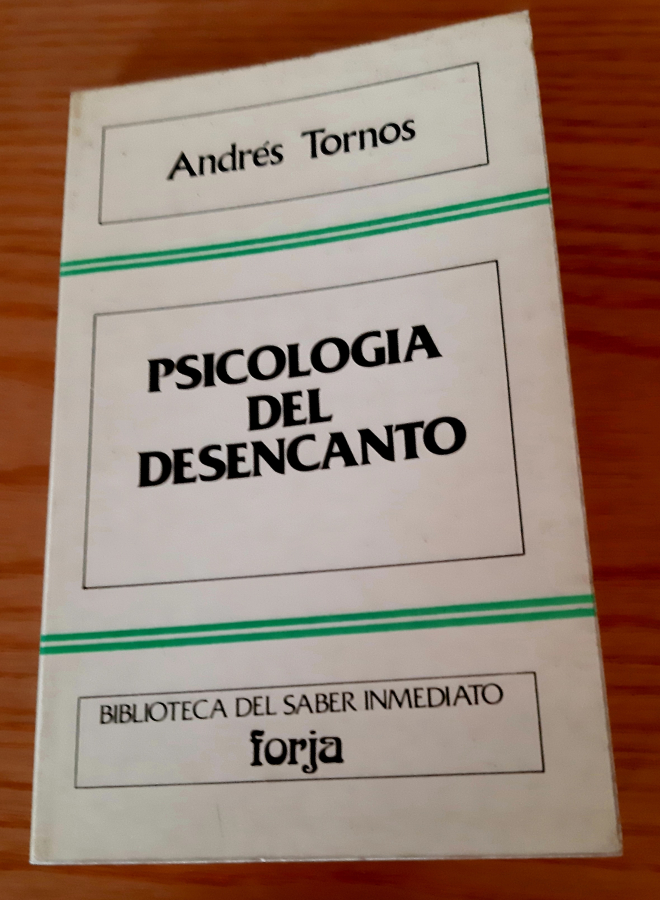 Andrés Tornos
PSICOLOGIA
DEL
DESENCANTO
BIBLIOTECA DEL SABER INMEDIATO
forja